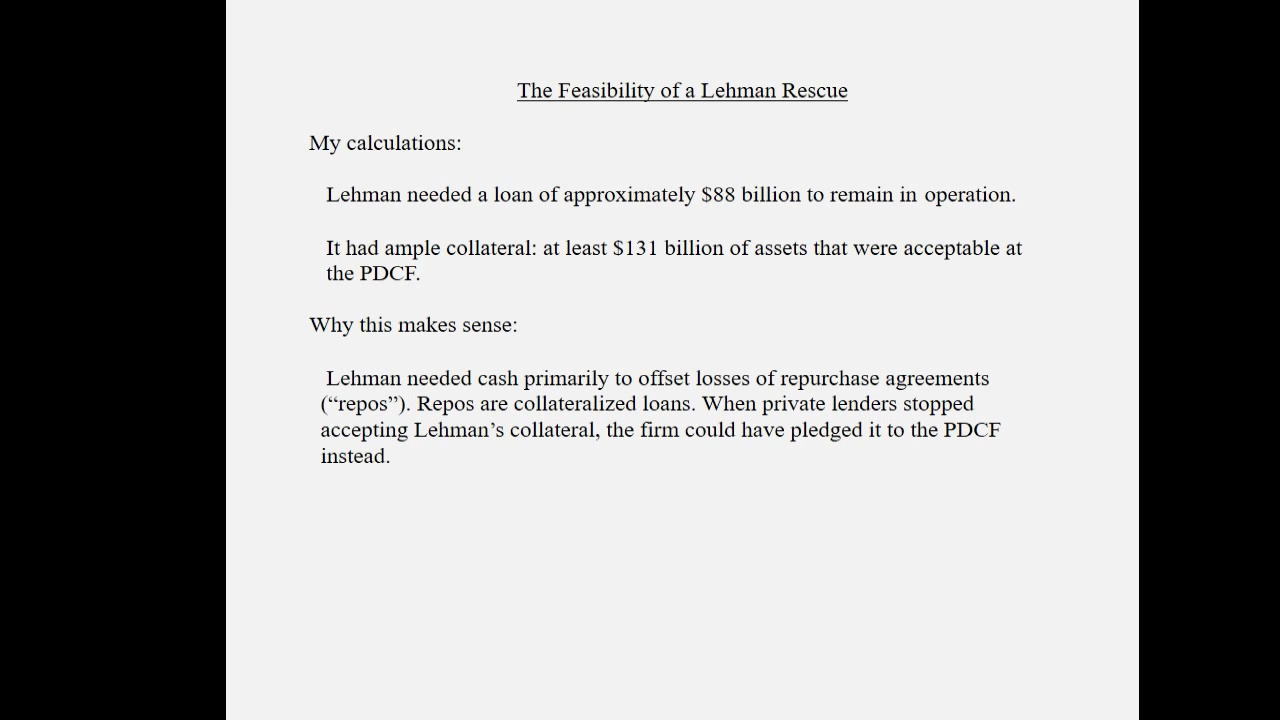 The Feasibility of a Lehman Rescue
My calculations:
Lehman needed a loan of approximately $88 billion to remain in operation.
It had ample collateral: at least $131 billion of assets that were acceptable at
the PDCF.
Why this makes sense:
Lehman needed cash primarily to offset losses of repurchase agreements
(“repos”). Repos are collateralized loans. When private lenders stopped
accepting Lehman’s collateral, the firm could have pledged it to the PDCF
instead.